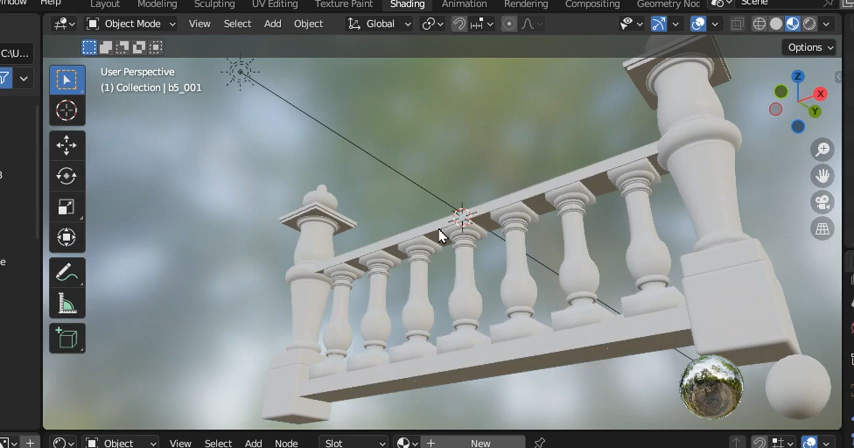 indow Help Layout Modeling Sculpting UV Editing Texture Paint Shading Animation Rendering Compositing Geometry Noc Scene
Object Mode View Select Add Object Global
C:\U... Options
User Perspective
(1) Collection | b5_001
Z
X
Y
Object View Select Add Node Slot New